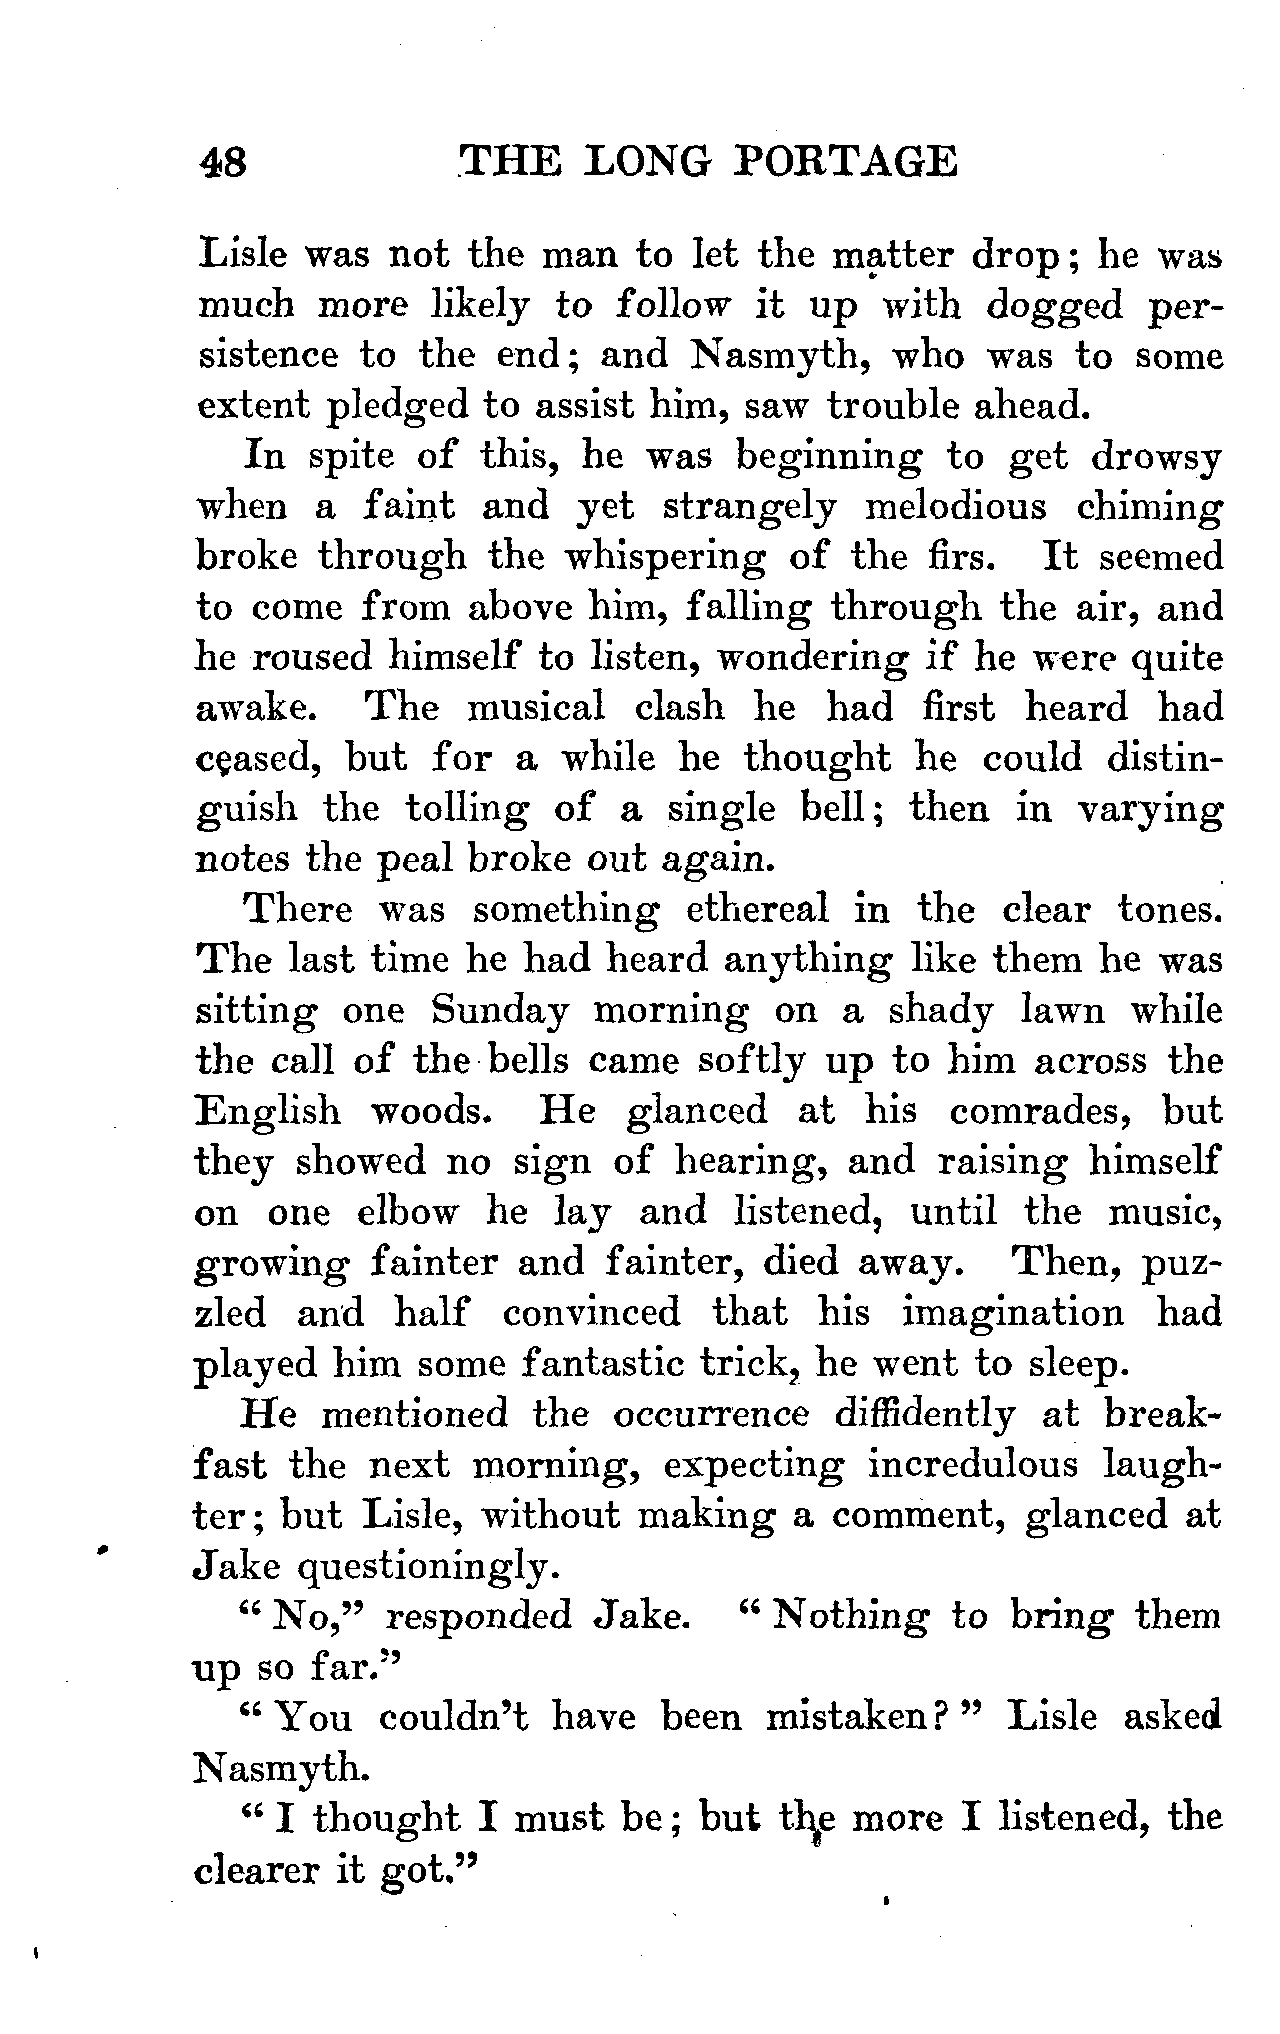 48 THE LONG PORTAGE
Lisle was not the man to let the matter drop; he was
much more likely to follow it up with dogged per-
sistence to the end; and Nasmyth, who was to some
extent pledged to assist him, saw trouble ahead.
In spite of this, he was beginning to get drowsy
when a faint and yet strangely melodious chiming
broke through the whispering of the firs. It seemed
to come from above him, falling through the air, and
he roused himself to listen, wondering if he were quite
awake. The musical clash he had first heard had
ceased, but for a while he thought he could distin-
guish the tolling of a single bell; then in varying
notes the peal broke out again.
There was something ethereal in the clear tones.
The last time he had heard anything like them he was
sitting one Sunday morning on a shady lawn while
the call of the bells came softly up to him across the
English woods. He glanced at his comrades, but
they showed no sign of hearing, and raising himself
on one elbow he lay and listened, until the music,
growing fainter and fainter, died away. Then, puz-
zled and half convinced that his imagination had
played him some fantastic trick, he went to sleep.
He mentioned the occurrence diffidently at break-
fast the next morning, expecting incredulous laugh-
ter; but Lisle, without making a comment, glanced at
Jake questioningly.
"No," responded Jake. "Nothing to bring them
up so far."
"You couldn't have been mistaken?" Lisle asked
Nasmyth.
"I thought I must be; but the more I listened, the
clearer it got."